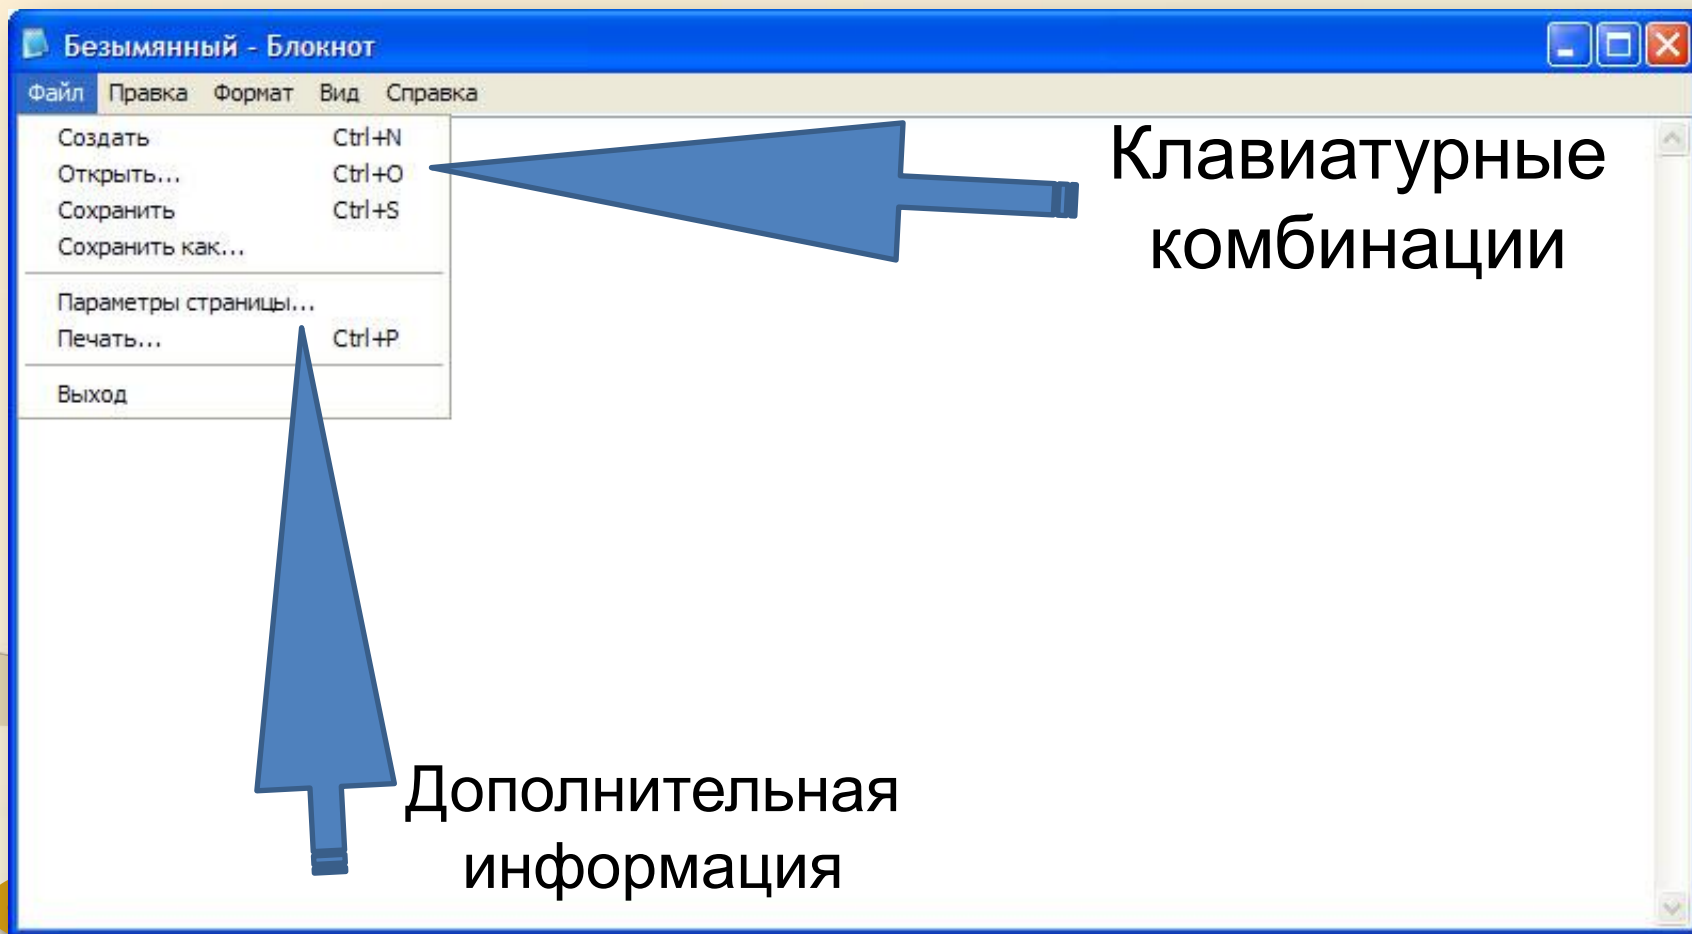 Безымянный - Блокнот
Файл Правка Формат Вид Справка
Создать Ctrl+N
Открыть... Ctrl+O
Сохранить Ctrl+S
Сохранить как...
Параметры страницы...
Печать... Ctrl+P
Выход
Клавиатурные
комбинации
Дополнительная
информация